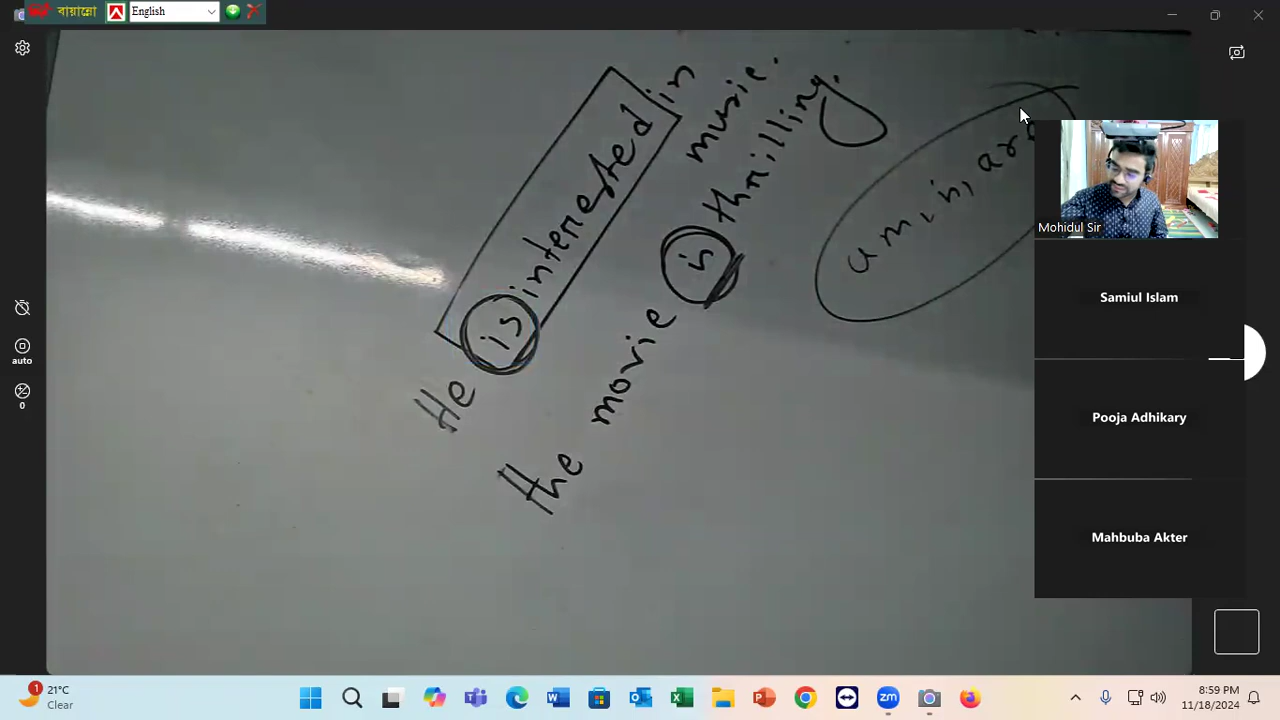 বায়ান্নো
English
He is interested in
music.
The movie is thrilling.
am, is, are
auto
0
Mohidul Sir
Samiul Islam
Pooja Adhikary
Mahbuba Akter
1
21°C
Clear
8:59 PM
11/18/2024